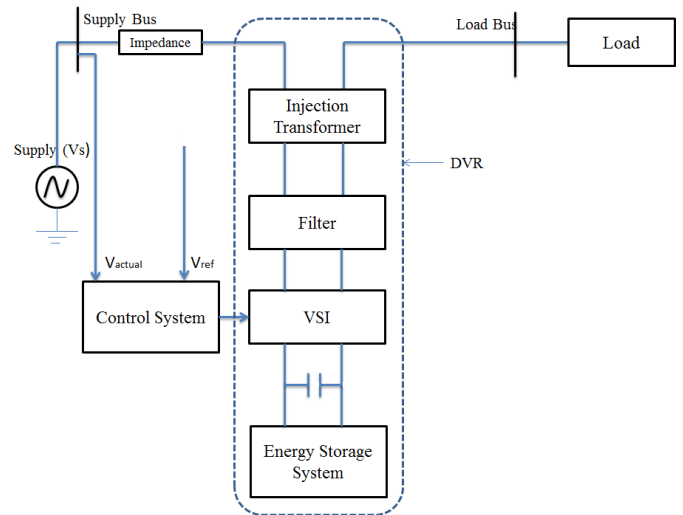 Supply Bus
Impedance
Load Bus
Load
Injection
Transformer
Supply (Vs)
DVR
Filter
Vactual
Vref
Control System
VSI
Energy Storage
System